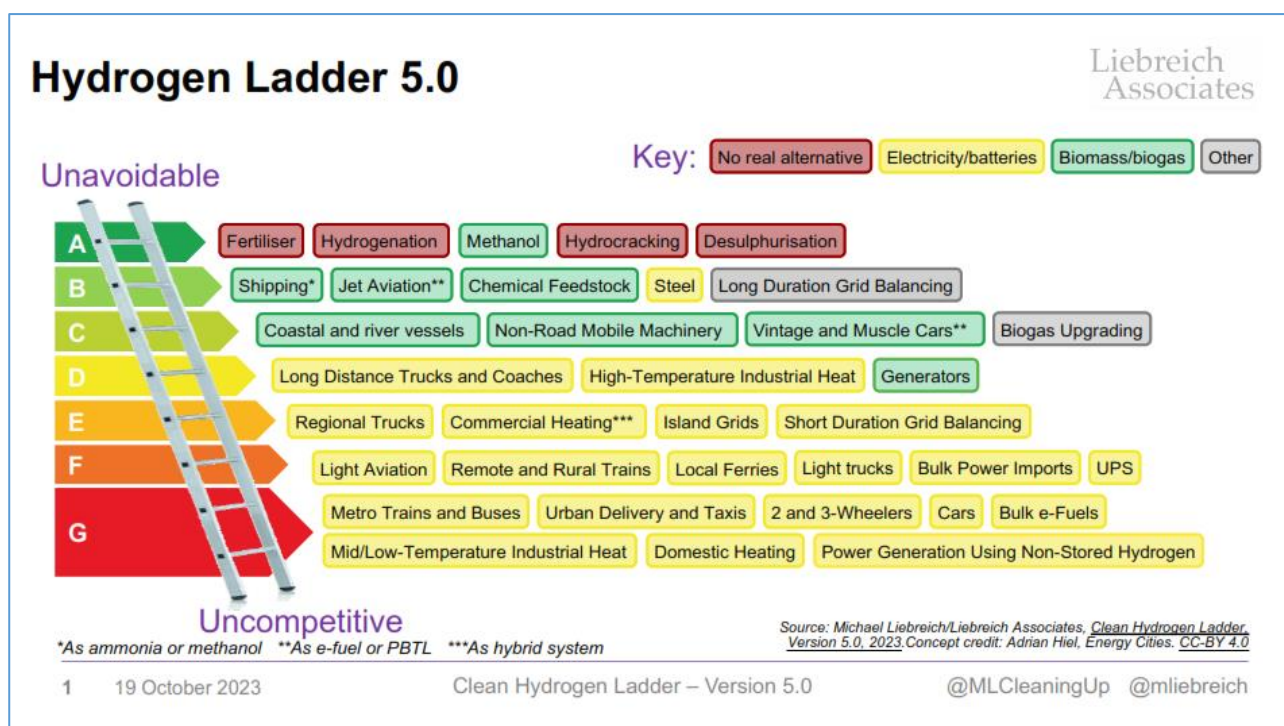 Hydrogen Ladder 5.0
Liebreich
Associates
Key: No real alternative Electricity/batteries Biomass/biogas Other
Unavoidable
A Fertiliser Hydrogenation Methanol Hydrocracking Desulphurisation
B Shipping* Jet Aviation** Chemical Feedstock Steel Long Duration Grid Balancing
C Coastal and river vessels Non-Road Mobile Machinery Vintage and Muscle Cars** Biogas Upgrading
D Long Distance Trucks and Coaches High-Temperature Industrial Heat Generators
E Regional Trucks Commercial Heating*** Island Grids Short Duration Grid Balancing
F Light Aviation Remote and Rural Trains Local Ferries Light trucks Bulk Power Imports UPS
G Metro Trains and Buses Urban Delivery and Taxis 2 and 3-Wheelers Cars Bulk e-Fuels
Mid/Low-Temperature Industrial Heat Domestic Heating Power Generation Using Non-Stored Hydrogen
Uncompetitive
*As ammonia or methanol **As e-fuel or PBTL ***As hybrid system
Source: Michael Liebreich/Liebreich Associates, Clean Hydrogen Ladder,
Version 5.0, 2023.Concept credit: Adrian Hiel, Energy Cities. CC-BY 4.0
1 19 October 2023 Clean Hydrogen Ladder – Version 5.0 @MLCleaningUp @mliebreich